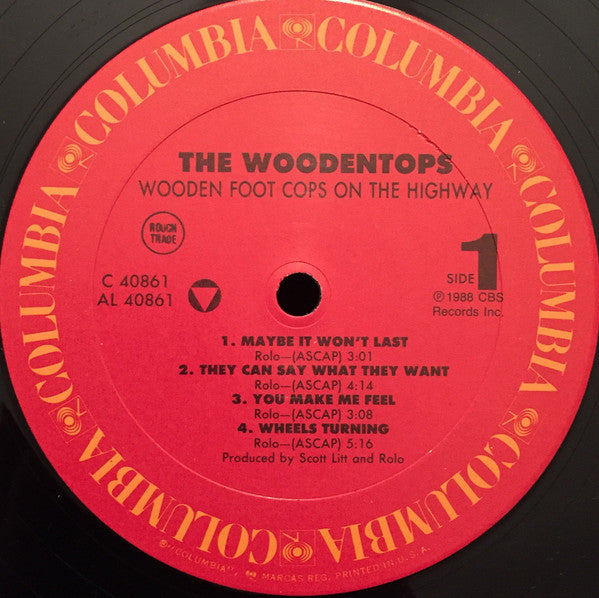 COLUMBIA COLUMBIA COLUMBIA COLUMBIA COLUMBIA COLUMBIA
THE WOODENTOPS
WOODEN FOOT COPS ON THE HIGHWAY
ROUGH
TRADE
C 40861
AL 40861
SIDE 1
℗ 1988 CBS
Records Inc.
1. MAYBE IT WON'T LAST
Rolo—(ASCAP) 3:01
2. THEY CAN SAY WHAT THEY WANT
Rolo—(ASCAP) 4:14
3. YOU MAKE ME FEEL
Rolo—(ASCAP) 3:08
4. WHEELS TURNING
Rolo—(ASCAP) 5:16
Produced by Scott Litt and Rolo
"COLUMBIA", MARCAS REG. PRINTED IN U.S.A.